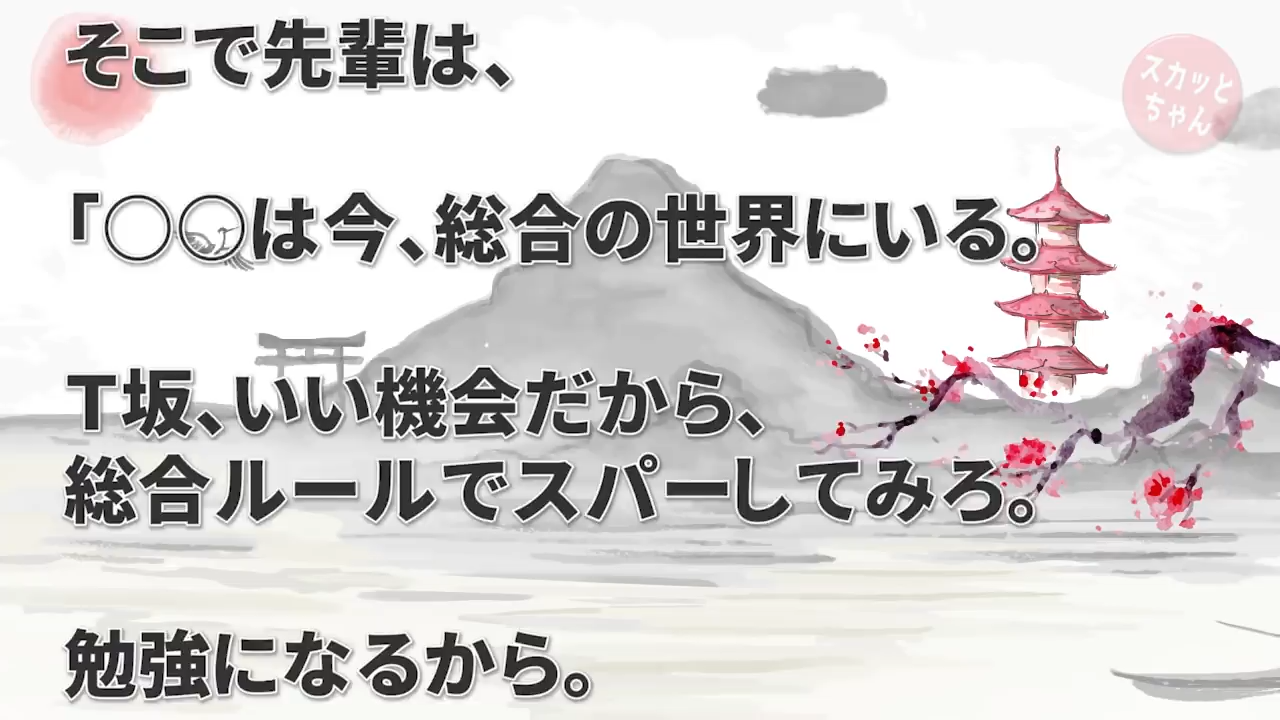 そこで先輩は、
スカッと
ちゃん
「○○は今、総合の世界にいる。
T坂、いい機会だから、
総合ルールでスパーしてみろ。
勉強になるから。